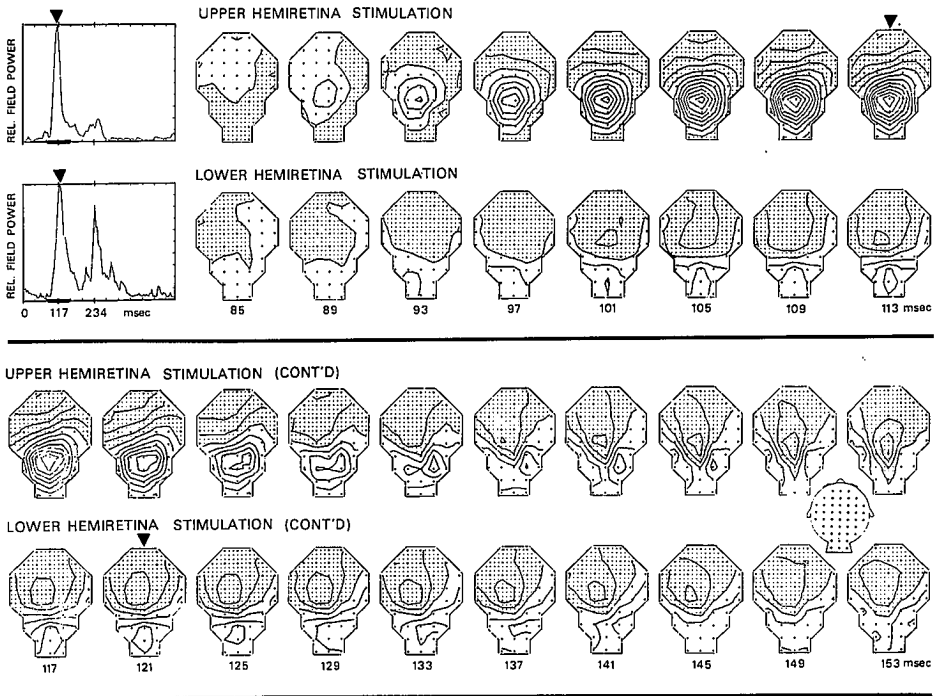 UPPER HEMIRETINA STIMULATION
REL. FIELD POWER
LOWER HEMIRETINA STIMULATION
REL. FIELD POWER
0 117 234 msec
85 89 93 97 101 105 109 113 msec
UPPER HEMIRETINA STIMULATION (CONT'D)
LOWER HEMIRETINA STIMULATION (CONT'D)
117 121 125 129 133 137 141 145 149 153 msec